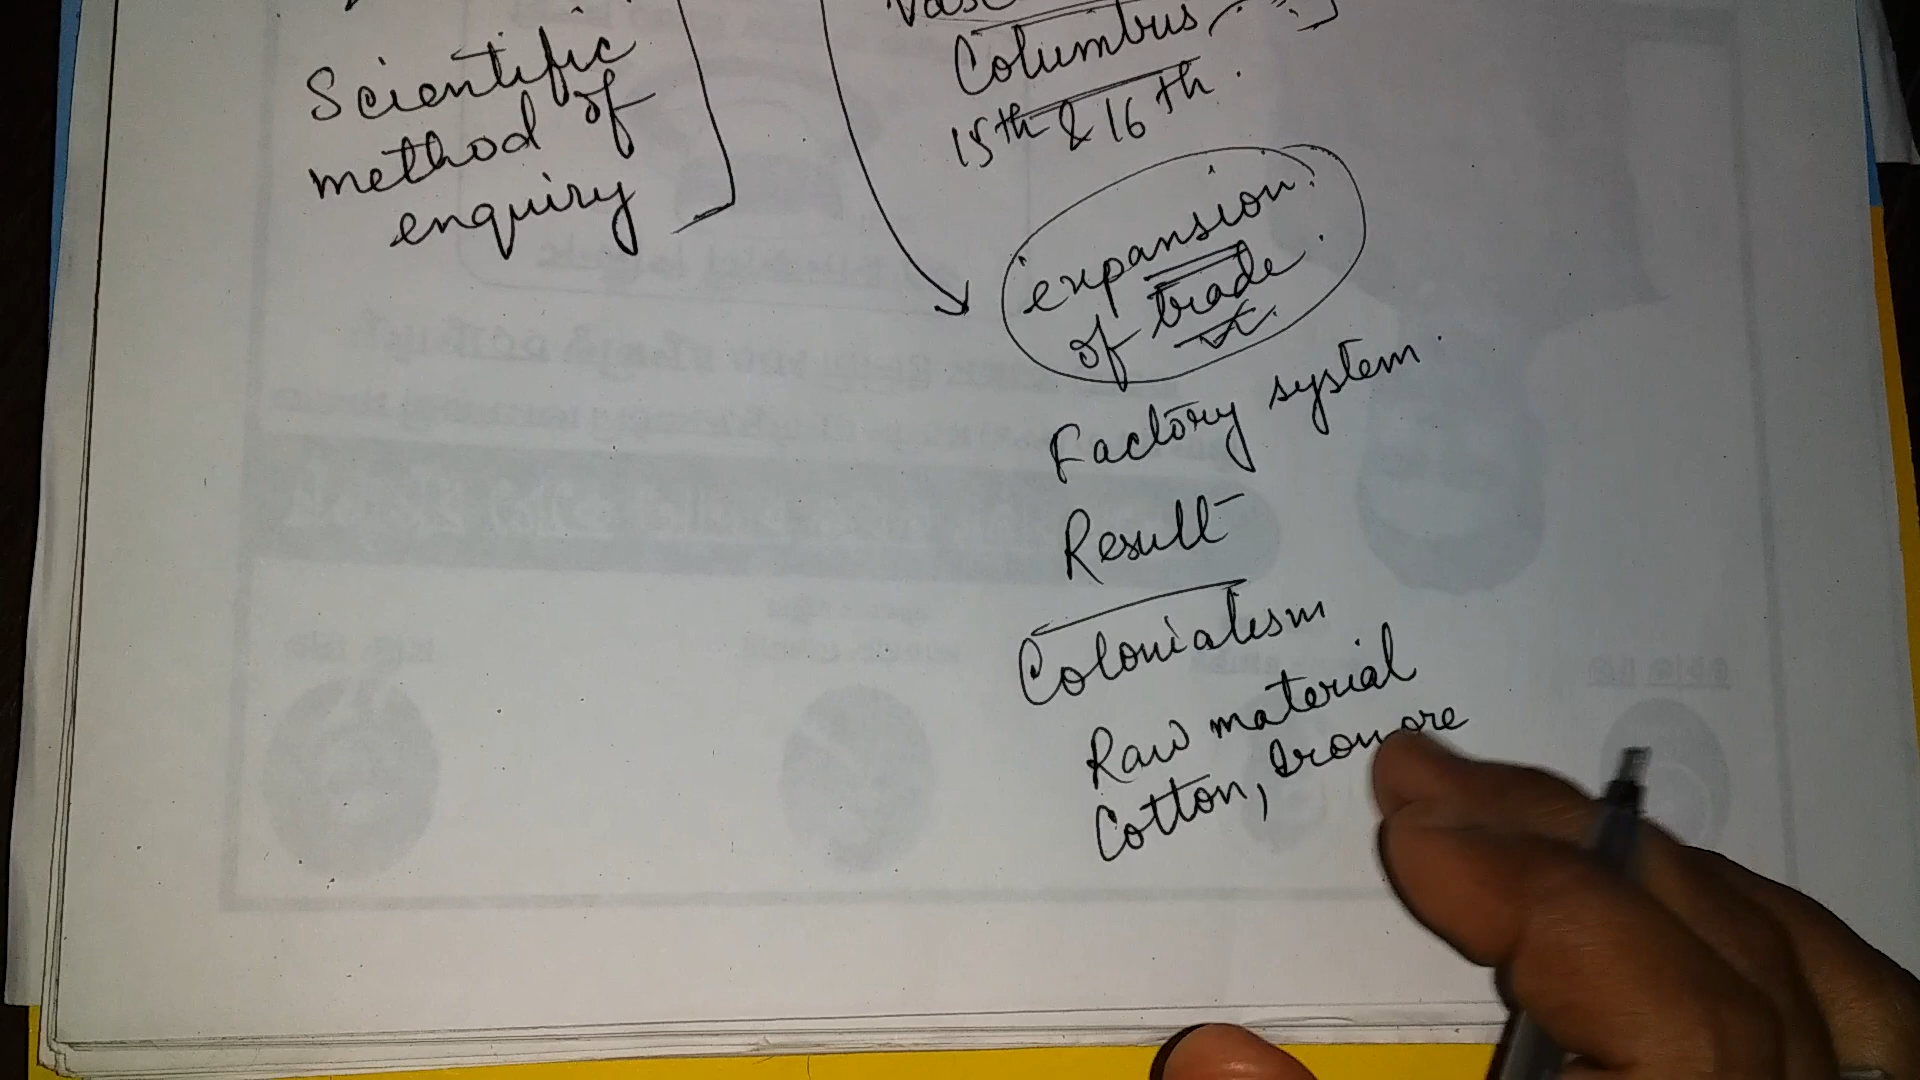 Scientific
method of
enquiry
Columbus
15th & 16th
expansion
of trade
Factory system
Result
Colonialism
Raw material
Cotton, Iron ore